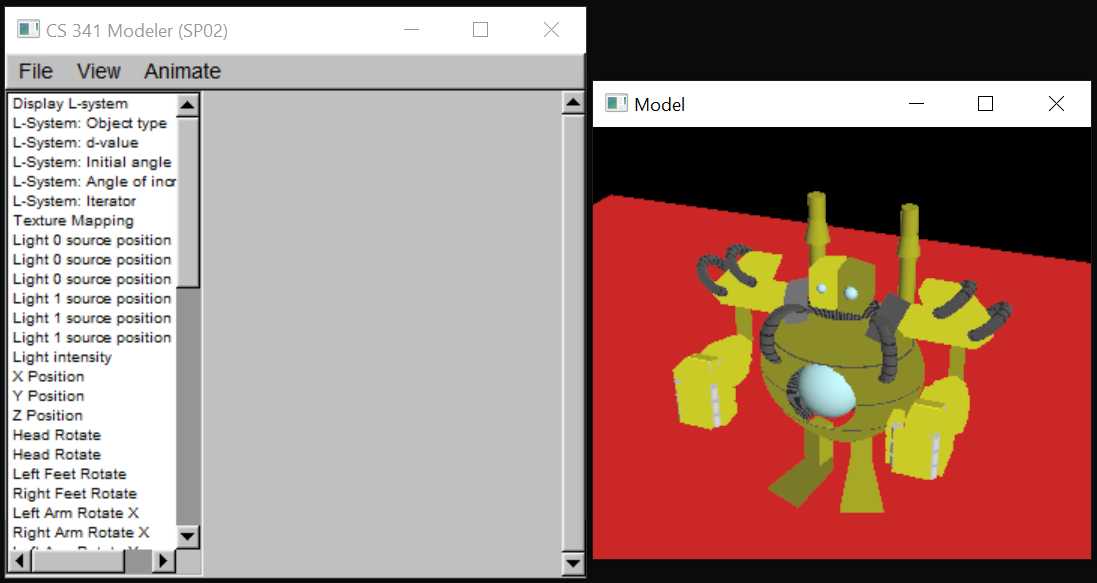 CS 341 Modeler (SP02)
File View Animate
Display L-system
L-System: Object type
L-System: d-value
L-System: Initial angle
L-System: Angle of
L-System: Iterator
Texture Mapping
Light 0 source position
Light 0 source position
Light 0 source position
Light 1 source position
Light 1 source position
Light 1 source position
Light intensity
X Position
Y Position
Z Position
Head Rotate
Head Rotate
Left Feet Rotate
Right Feet Rotate
Left Arm Rotate X
Right Arm Rotate X
Model